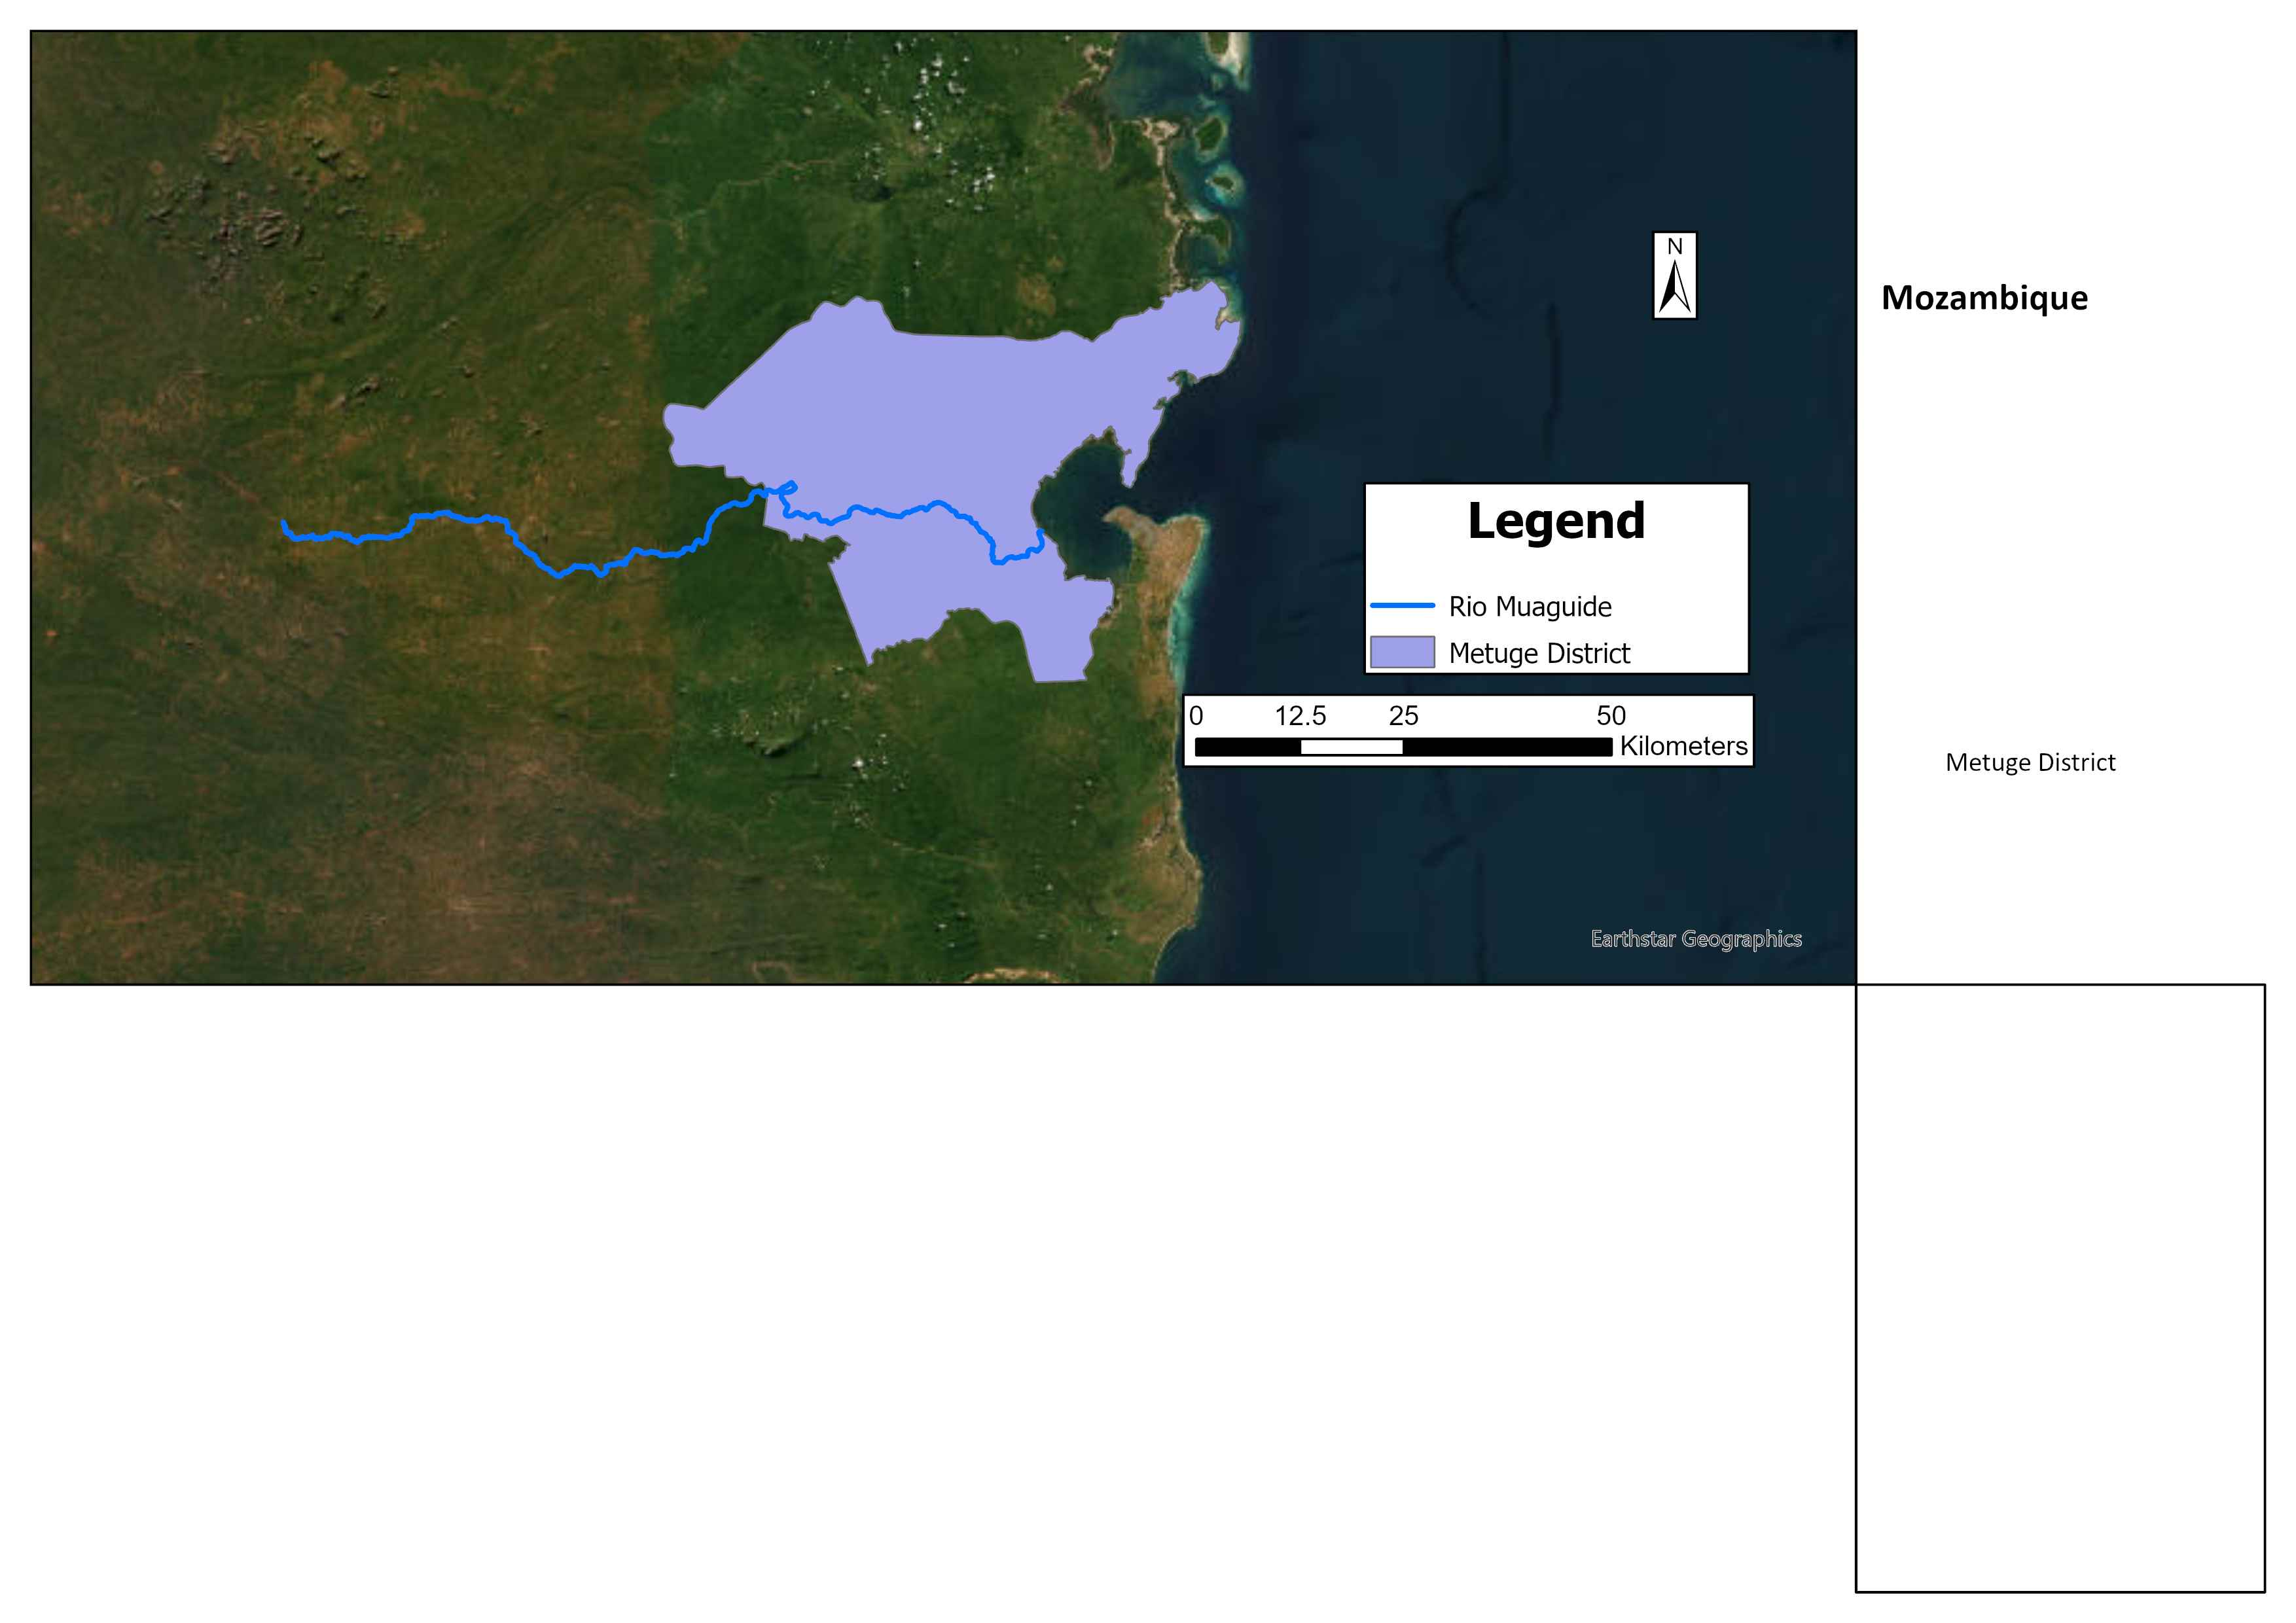 N
Mozambique
Legend
Rio Muaguide
Metuge District
0 12.5 25 50
Kilometers
Metuge District
Earthstar Geographics